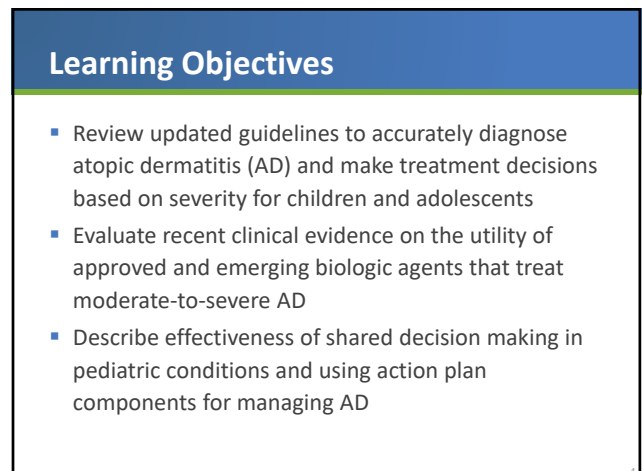 Learning Objectives
▪ Review updated guidelines to accurately diagnose
atopic dermatitis (AD) and make treatment decisions
based on severity for children and adolescents
▪ Evaluate recent clinical evidence on the utility of
approved and emerging biologic agents that treat
moderate-to-severe AD
▪ Describe effectiveness of shared decision making in
pediatric conditions and using action plan
components for managing AD